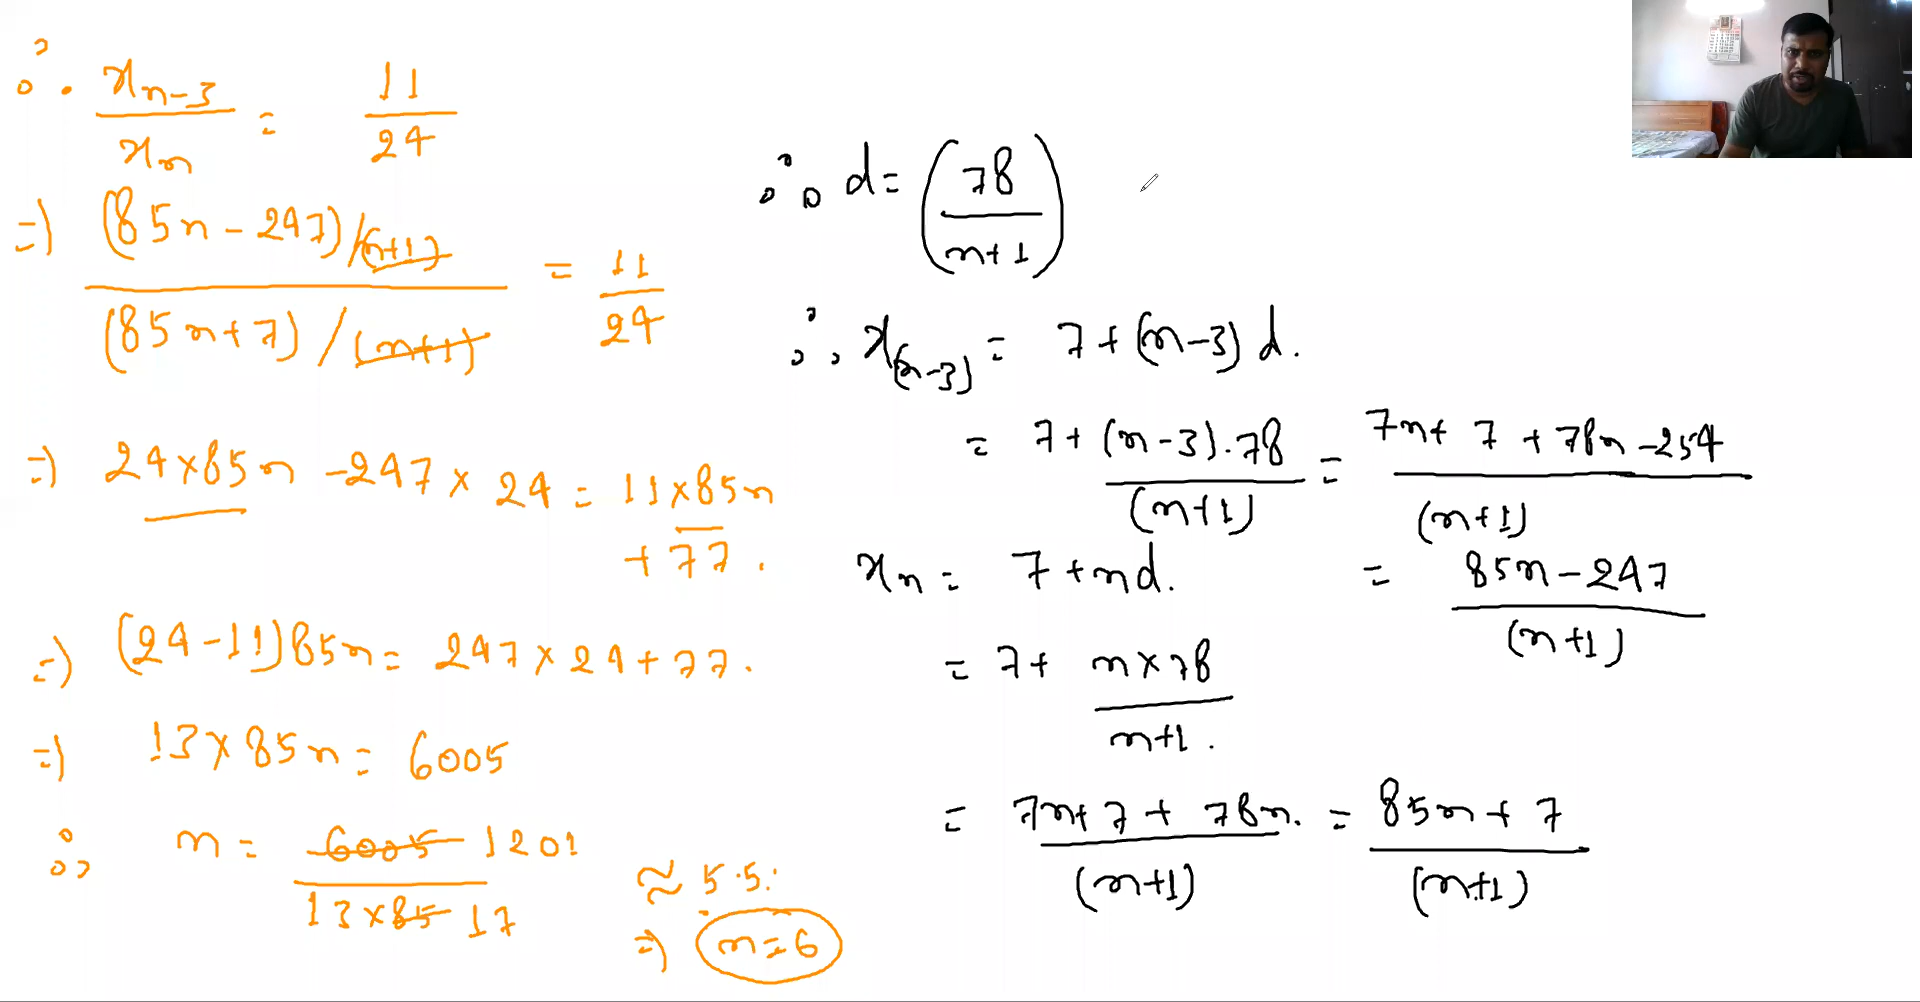 ∴ x_{n-3}/x_n = 11/24
=) (85n - 247)/(n+1) / (85n+7)/(n+1) = 11/24
=) 24×85n -247×24 = 11×85n
+77.
=) (24-11)85n = 247×24+77.
=) 13×85n = 6005
∴ n = 6005 1201 / 13×85 17 ≈ 5.5.
=) n=6
∴ d = (78/n+1)
∴ x_{(n-3)} = 7+(n-3)d.
= 7+(n-3).78/(n+1) = 7n+7+78n-254/(n+1)
= 85n-247/(n+1)
x_n = 7+nd.
= 7+ n×78/n+1.
= 7n+7+78n./(n+1) = 85n+7/(n+1)